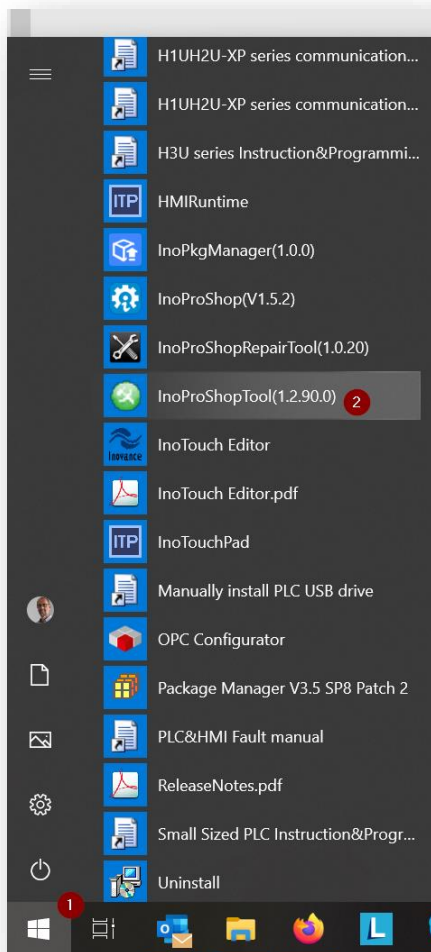 H1UH2U-XP series communication...
H1UH2U-XP series communication...
H3U series Instruction&Programmi...
ITP HMIRuntime
InoPkgManager(1.0.0)
InoProShop(V1.5.2)
InoProShopRepairTool(1.0.20)
InoProShopTool(1.2.90.0) 2
Inovance InoTouch Editor
InoTouch Editor.pdf
ITP InoTouchPad
Manually install PLC USB drive
OPC Configurator
Package Manager V3.5 SP8 Patch 2
PLC&HMI Fault manual
ReleaseNotes.pdf
Small Sized PLC Instruction&Progr...
Uninstall
1
L